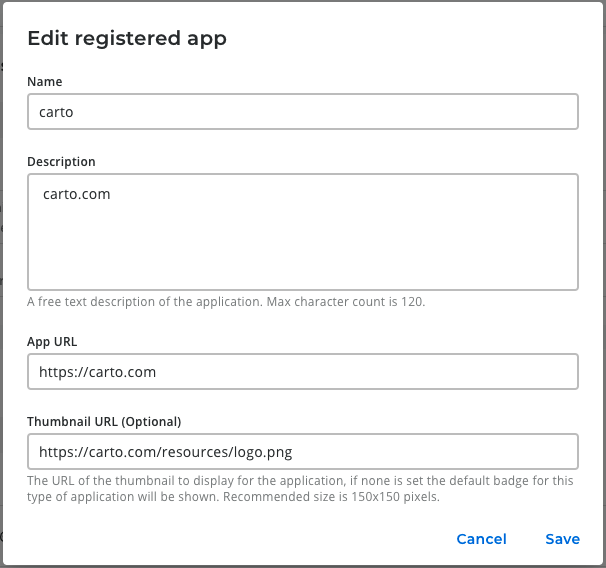 Edit registered app
Name
carto
Description
carto.com
A free text description of the application. Max character count is 120.
App URL
https://carto.com
Thumbnail URL (Optional)
https://carto.com/resources/logo.png
The URL of the thumbnail to display for the application, if none is set the default badge for this
type of application will be shown. Recommended size is 150x150 pixels.
Cancel Save